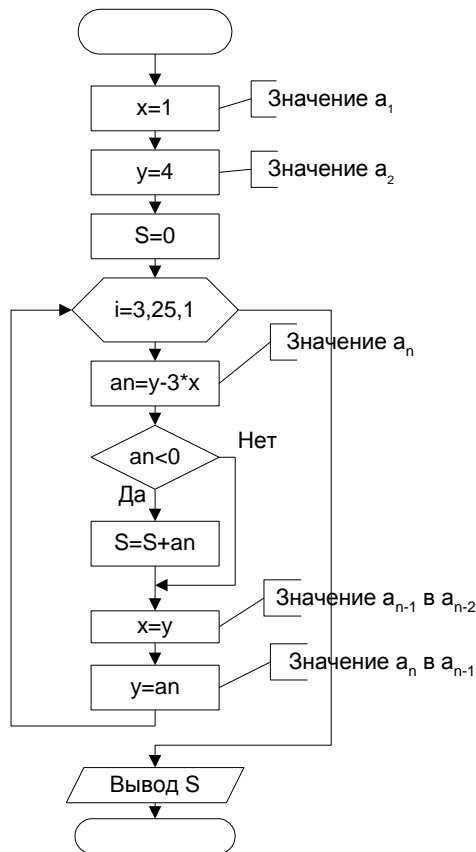 x=1
Значение a₁
y=4
Значение a₂
S=0
i=3,25,1
Значение aₙ
an=y-3*x
an<0
Нет
Да
S=S+an
x=y
Значение aₙ₋₁ в aₙ₋₂
y=an
Значение aₙ в aₙ₋₁
Вывод S